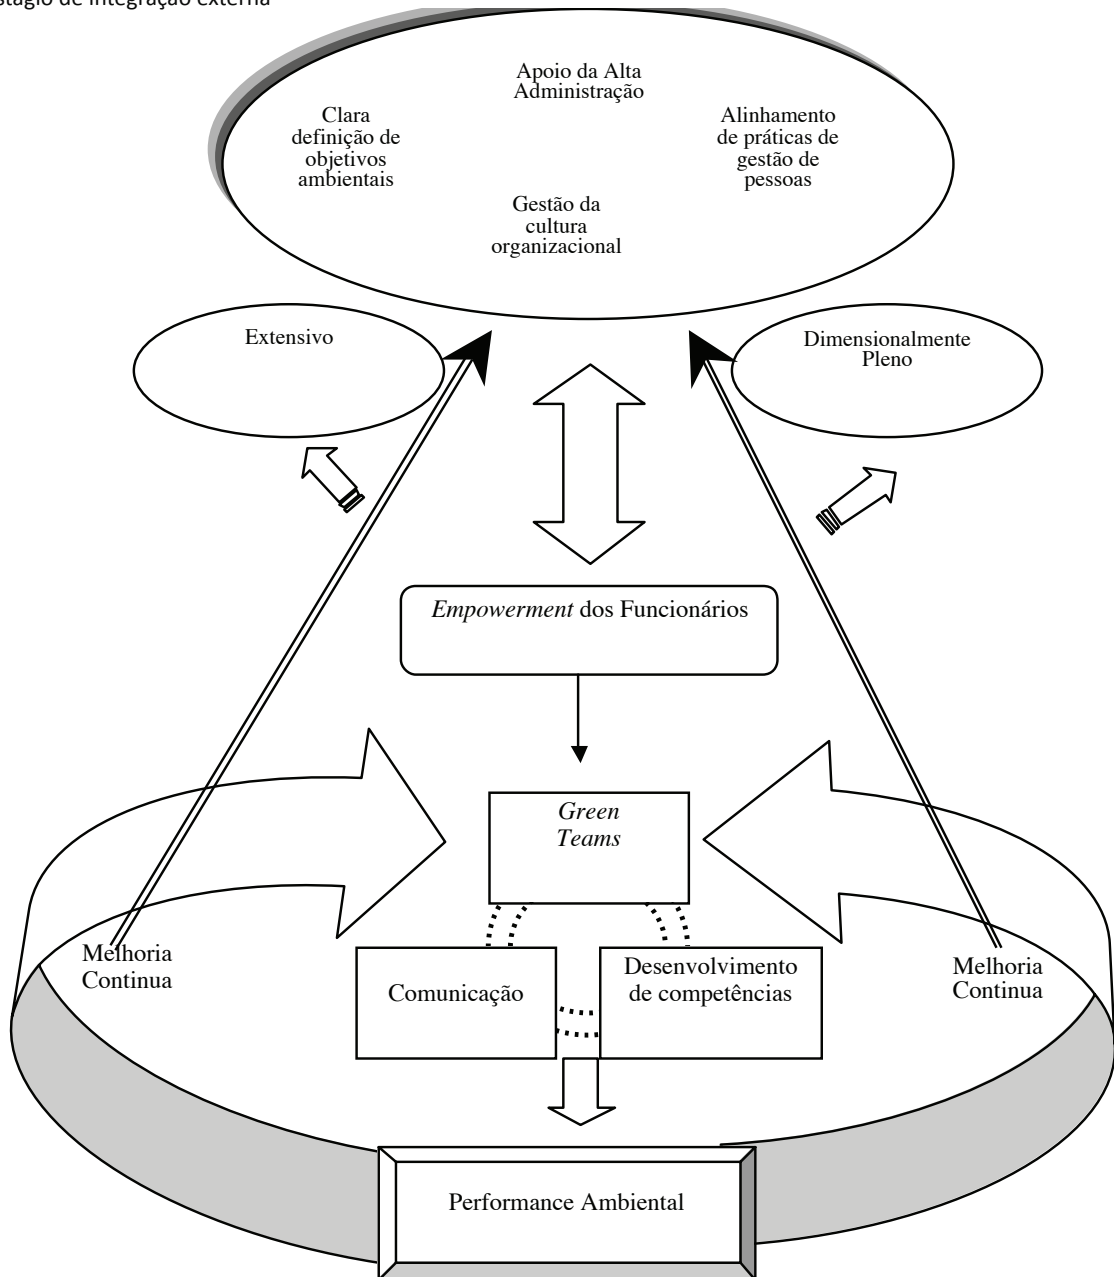 estágio de integração externa
Apoio da Alta
Administração
Clara
definição de
objetivos
ambientais
Alinhamento
de práticas de
gestão de
pessoas
Gestão da
cultura
organizacional
Extensivo
Dimensionalmente
Pleno
Empowerment dos Funcionários
Green
Teams
Melhoria
Continua
Comunicação
Desenvolvimento
de competências
Melhoria
Continua
Performance Ambiental